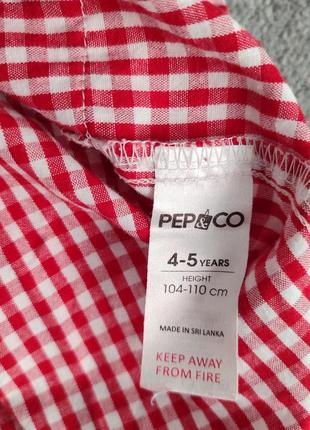 PEP&CO
4-5 YEARS
HEIGHT
104-110 cm
MADE IN SRI LANKA
KEEP AWAY
FROM FIRE